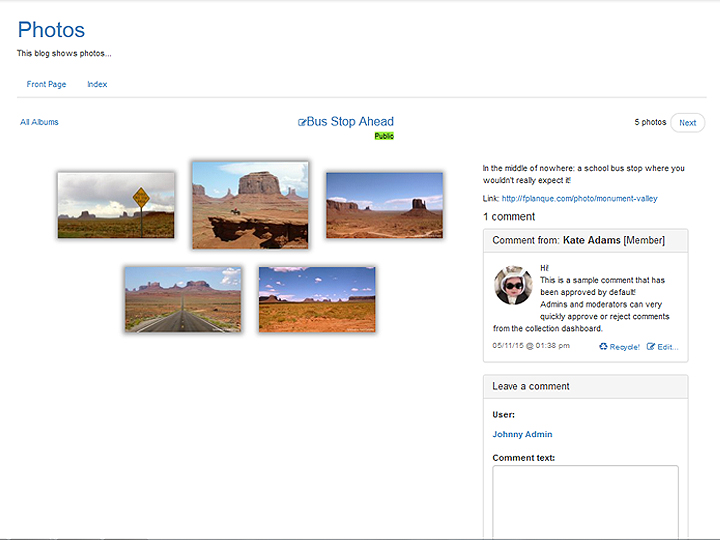 Photos
This blog shows photos...
Front Page Index
All Albums Bus Stop Ahead 5 photos Next
Public
In the middle of nowhere: a school bus stop where you
wouldn't really expect it!
Link: http://fplanque.com/photo/monument-valley
1 comment
Comment from: Kate Adams [Member]
Hi!
This is a sample comment that has
been approved by default!
Admins and moderators can very
quickly approve or reject comments
from the collection dashboard.
05/11/15 @ 01:38 pm Recycle! Edit...
Leave a comment
User:
Johnny Admin
Comment text: